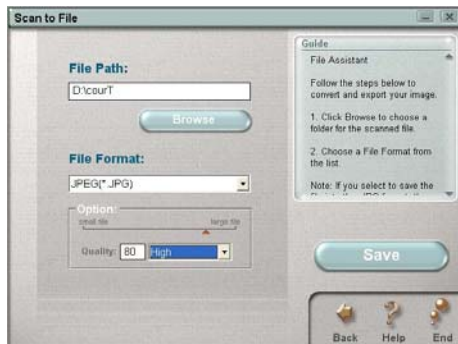 Scan to File
File Path:
D:\courT
Browse
File Format:
JPEG(*.JPG)
Option:
small file
large file
Quality: 80 High
Guide
File Assistant
Follow the steps below to
convert and export your image.
1. Click Browse to choose a
folder for the scanned file.
2. Choose a File Format from
the list.
Note: If you select to save the
Save
Back Help End